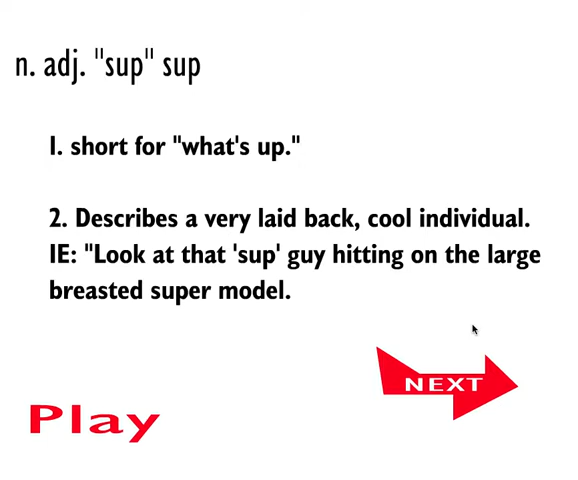 n. adj. "sup" sup
1. short for "what's up."
2. Describes a very laid back, cool individual.
IE: "Look at that 'sup' guy hitting on the large
breasted super model.
NEXT
Play